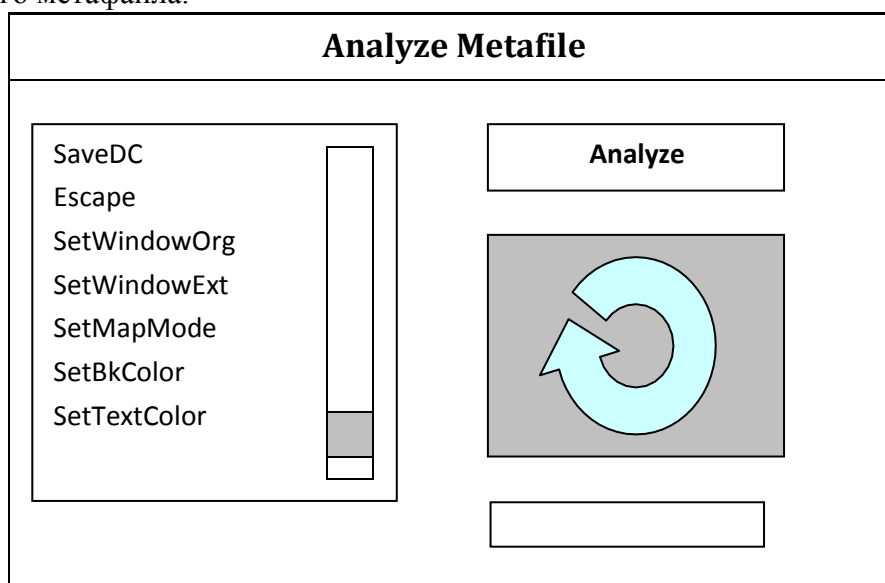 Analyze Metafile
SaveDC
Escape
SetWindowOrg
SetWindowExt
SetMapMode
SetBkColor
SetTextColor
Analyze